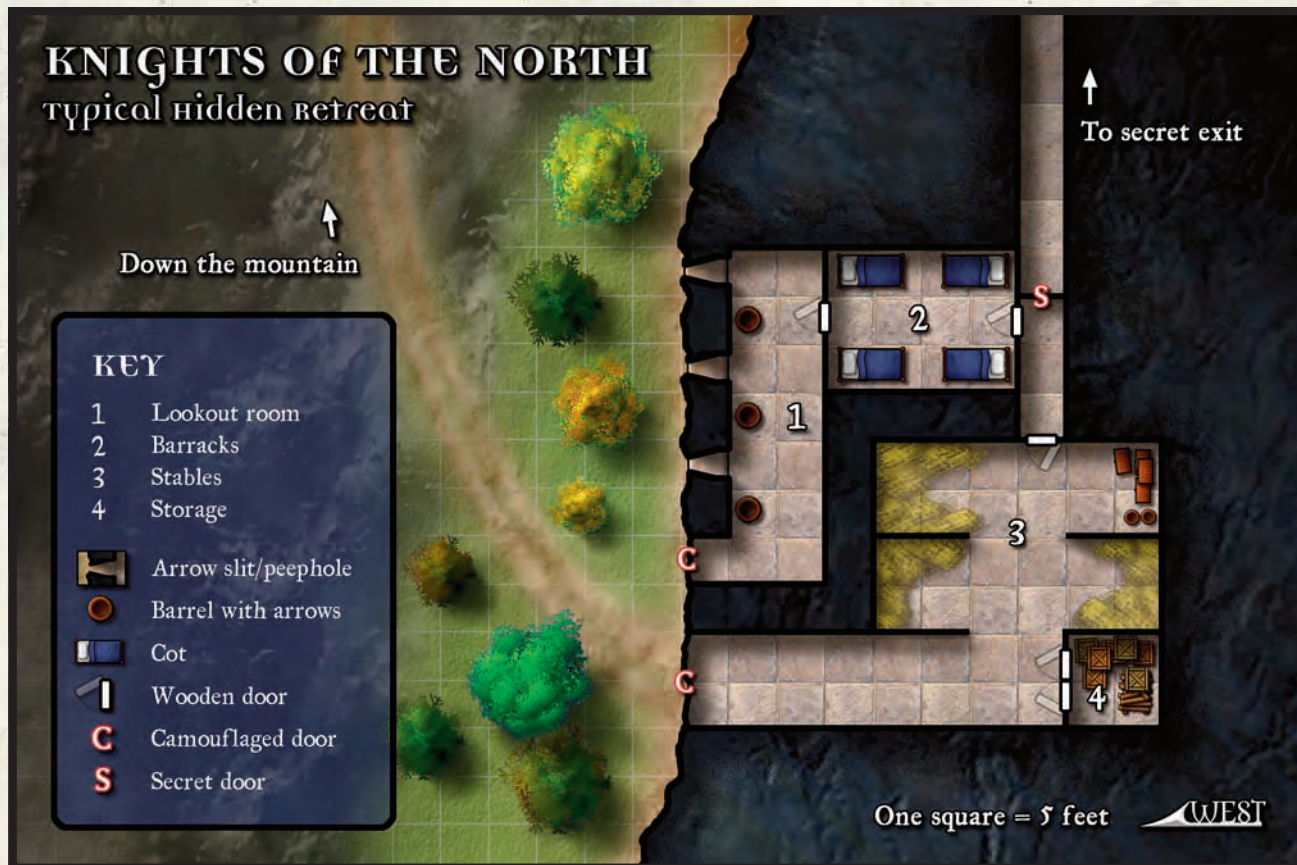 KNIGHTS OF THE NORTH
Typical Hidden Retreat
To secret exit
Down the mountain
KEY
1 Lookout room
2 Barracks
3 Stables
4 Storage
Arrow slit/peephole
Barrel with arrows
Cot
Wooden door
C Camouflaged door
S Secret door
S
2
1
3
C
C
4
One square = 5 feet
WEST